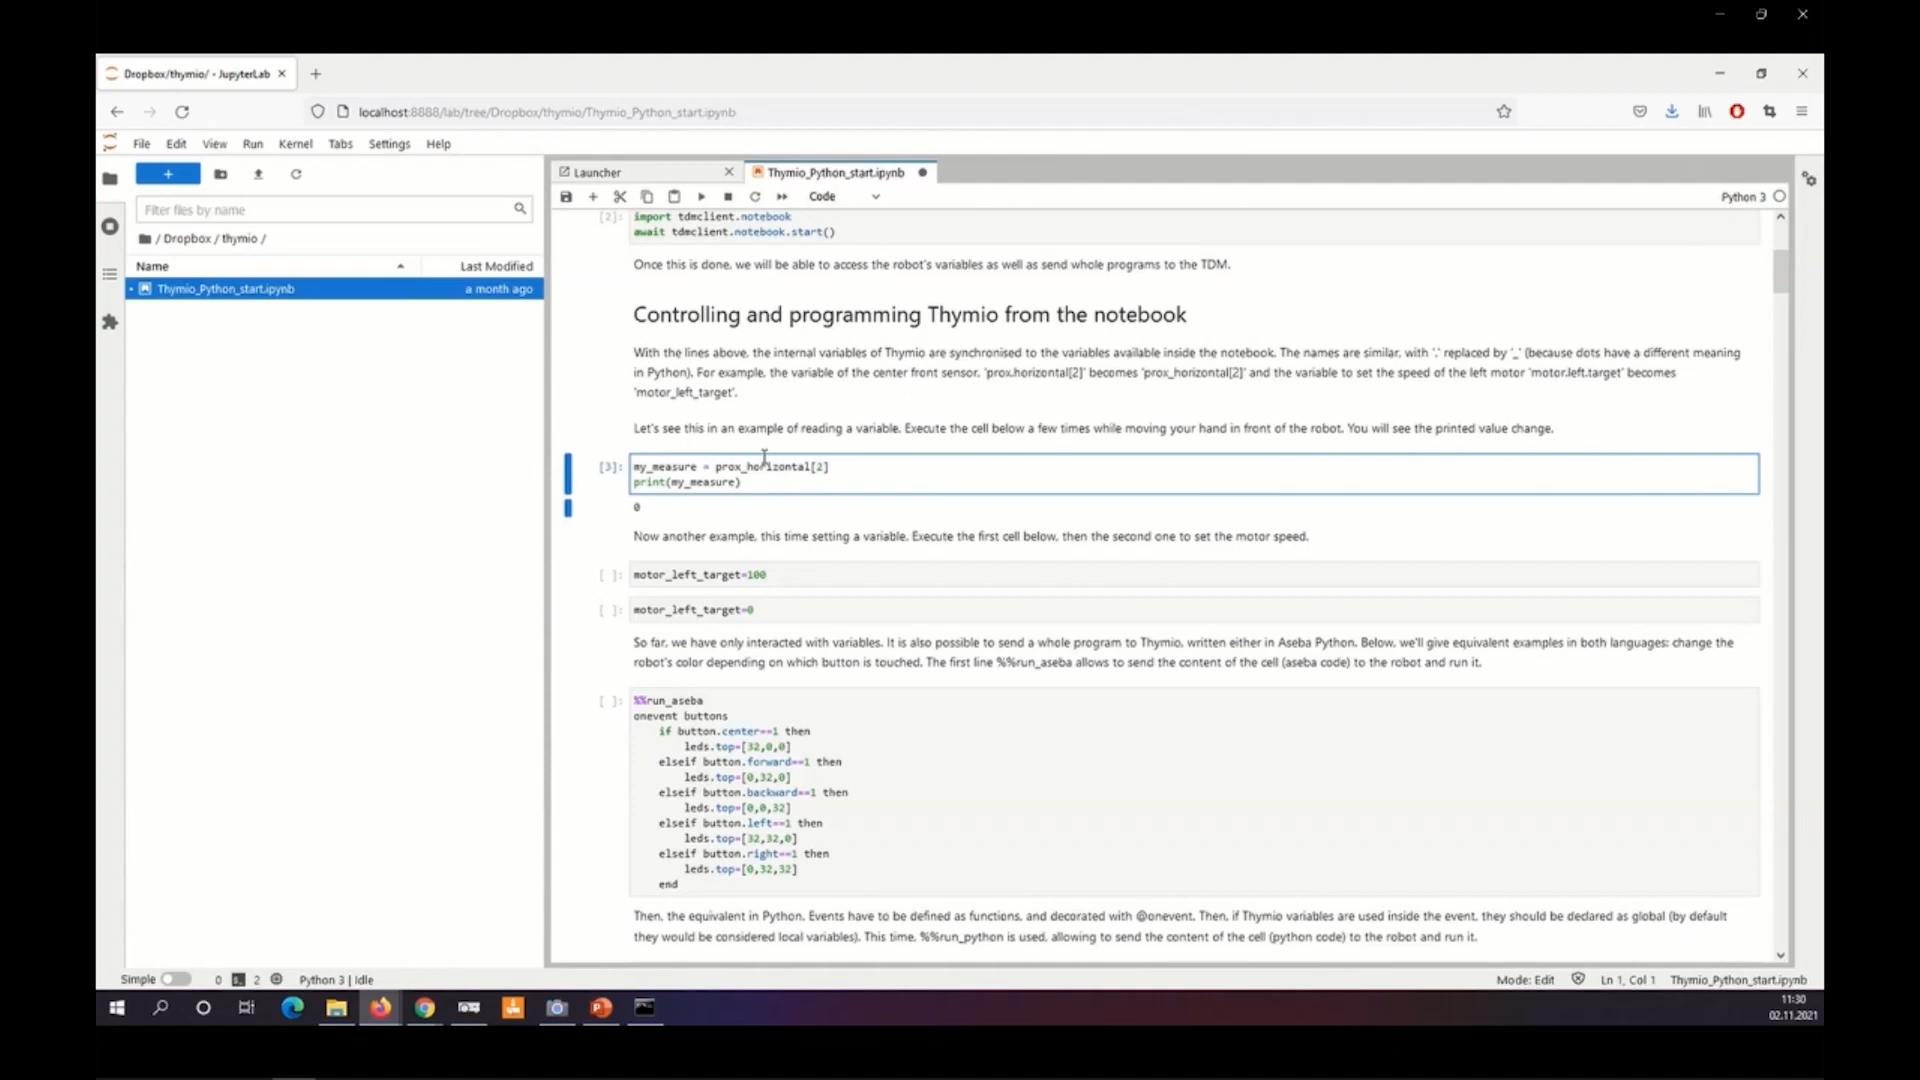 Dropbox/thymio/ - JupyterLab
localhost:8888/lab/tree/Dropbox/thymio/Thymio_Python_start.ipynb
File Edit View Run Kernel Tabs Settings Help
Launcher
Thymio_Python_start.ipynb
Filter files by name
Code
Python 3
/ Dropbox / thymio /
Name
Last Modified
Thymio_Python_start.ipynb
a month ago
[2]: import tdmclient.notebook
await tdmclient.notebook.start()
Once this is done, we will be able to access the robot's variables as well as send whole programs to the TDM.
Controlling and programming Thymio from the notebook
With the lines above, the internal variables of Thymio are synchronised to the variables available inside the notebook. The names are similar, with '.' replaced by '_' (because dots have a different meaning
in Python). For example, the variable of the center front sensor, 'prox.horizontal[2]' becomes 'prox_horizontal[2]' and the variable to set the speed of the left motor 'motor.left.target' becomes
'motor_left_target'.
Let's see this in an example of reading a variable. Execute the cell below a few times while moving your hand in front of the robot. You will see the printed value change.
[3]: my_measure = prox_horizontal[2]
print(my_measure)
0
Now another example, this time setting a variable. Execute the first cell below, then the second one to set the motor speed.
[ ]: motor_left_target=100
[ ]: motor_left_target=0
So far, we have only interacted with variables. It is also possible to send a whole program to Thymio, written either in Aseba Python. Below, we'll give equivalent examples in both languages: change the
robot's color depending on which button is touched. The first line %%run_aseba allows to send the content of the cell (aseba code) to the robot and run it.
[ ]: %%run_aseba
onevent buttons
if button.center==1 then
leds.top=[32,0,0]
elseif button.forward==1 then
leds.top=[0,32,0]
elseif button.backward==1 then
leds.top=[0,0,32]
elseif button.left==1 then
leds.top=[32,32,0]
elseif button.right==1 then
leds.top=[0,32,32]
end
Then, the equivalent in Python. Events have to be defined as functions, and decorated with @onevent. Then, if Thymio variables are used inside the event, they should be declared as global (by default
they would be considered local variables). This time, %%run_python is used, allowing to send the content of the cell (python code) to the robot and run it.
Simple 0 2 Python 3 | Idle
Mode: Edit Ln 1, Col 1 Thymio_Python_start.ipynb
11:30
02.11.2021